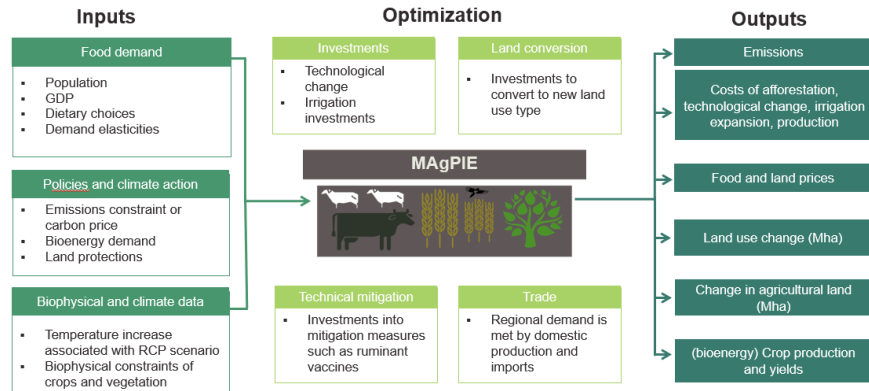 Inputs
Optimization
Outputs
Food demand
▪ Population
▪ GDP
▪ Dietary choices
▪ Demand elasticities
Policies and climate action
▪ Emissions constraint or
carbon price
▪ Bioenergy demand
▪ Land protections
Biophysical and climate data
▪ Temperature increase
associated with RCP scenario
▪ Biophysical constraints of
crops and vegetation
Investments
▪ Technological
change
▪ Irrigation
investments
Land conversion
▪ Investments to
convert to new land
use type
MAgPIE
Technical mitigation
▪ Investments into
mitigation measures
such as ruminant
vaccines
Trade
▪ Regional demand is
met by domestic
production and
imports
Emissions
Costs of afforestation,
technological change, irrigation
expansion, production
Food and land prices
Land use change (Mha)
Change in agricultural land
(Mha)
(bioenergy) Crop production
and yields